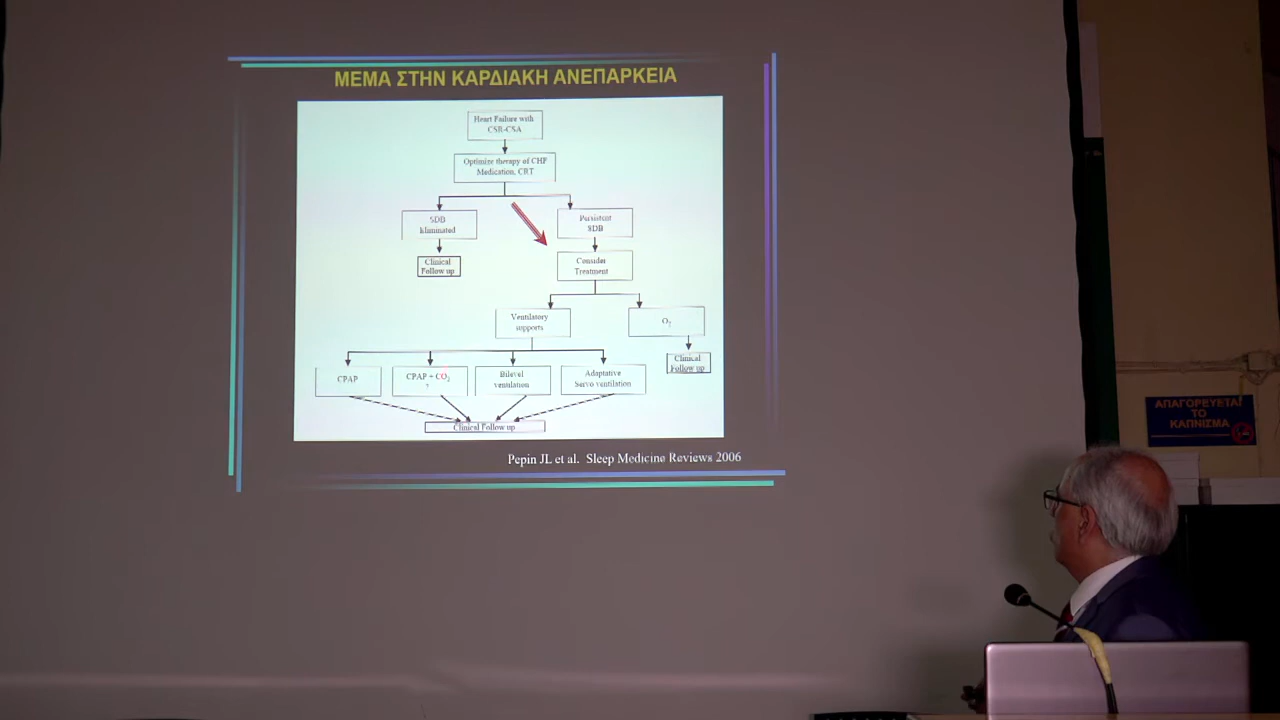 ΜΕΜΑ ΣΤΗΝ ΚΑΡΔΙΑΚΗ ΑΝΕΠΑΡΚΕΙΑ
Heart Failure with
CSR-CSA
Optimize therapy of CHF
Medication, CRT
SDB
Eliminated
Persistent
SDB
Clinical
Follow up
Consider
Treatment
Ventilatory
supports
O₂
Clinical
Follow up
CPAP
CPAP + CO₂
?
Bilevel
ventilation
Adaptative
Servo ventilation
Clinical Follow up
Pepin JL et al. Sleep Medicine Reviews 2006
ΑΠΑΓΟΡΕΥΕΤΑΙ
ΤΟ
ΚΑΠΝΙΣΜΑ